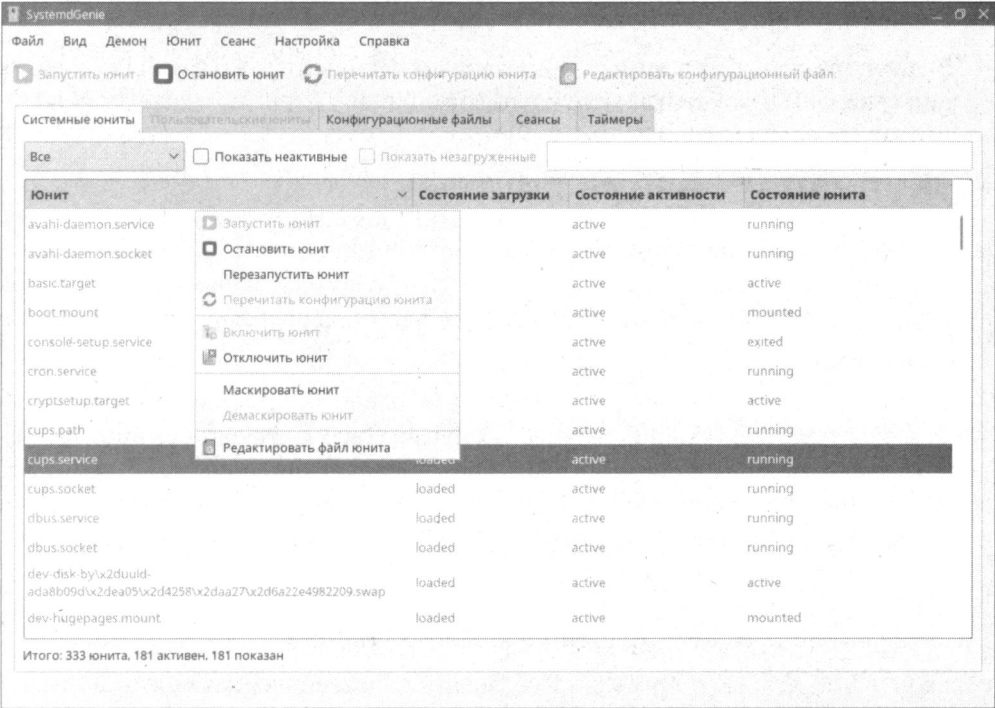 SystemdGenie
Файл Вид Демон Юнит Сеанс Настройка Справка
Запустить юнит Остановить юнит Перечитать конфигурацию юнита Редактировать конфигурационный файл
Системные юниты Пользовательские юниты Конфигурационные файлы Сеансы Таймеры
Все Показать неактивные Показать незагруженные
Юнит Состояние загрузки Состояние активности Состояние юнита
avahi-daemon.service active running
avahi-daemon.socket active running
basic.target active active
boot.mount active mounted
console-setup.service active exited
cron.service active running
cryptsetup.target active active
cups.path active running
cups.service loaded active running
cups.socket loaded active running
dbus.service loaded active running
dbus.socket loaded active running
dev-disk-by\x2duuid-
ada8b09d\x2dea05\x2d4258\x2daa27\x2d6a22e4982209.swap loaded active active
dev-hugepages.mount loaded active mounted
Запустить юнит
Остановить юнит
Перезапустить юнит
Перечитать конфигурацию юнита
Включить юнит
Отключить юнит
Маскировать юнит
Демаскировать юнит
Редактировать файл юнита
Итого: 333 юнита, 181 активен, 181 показан